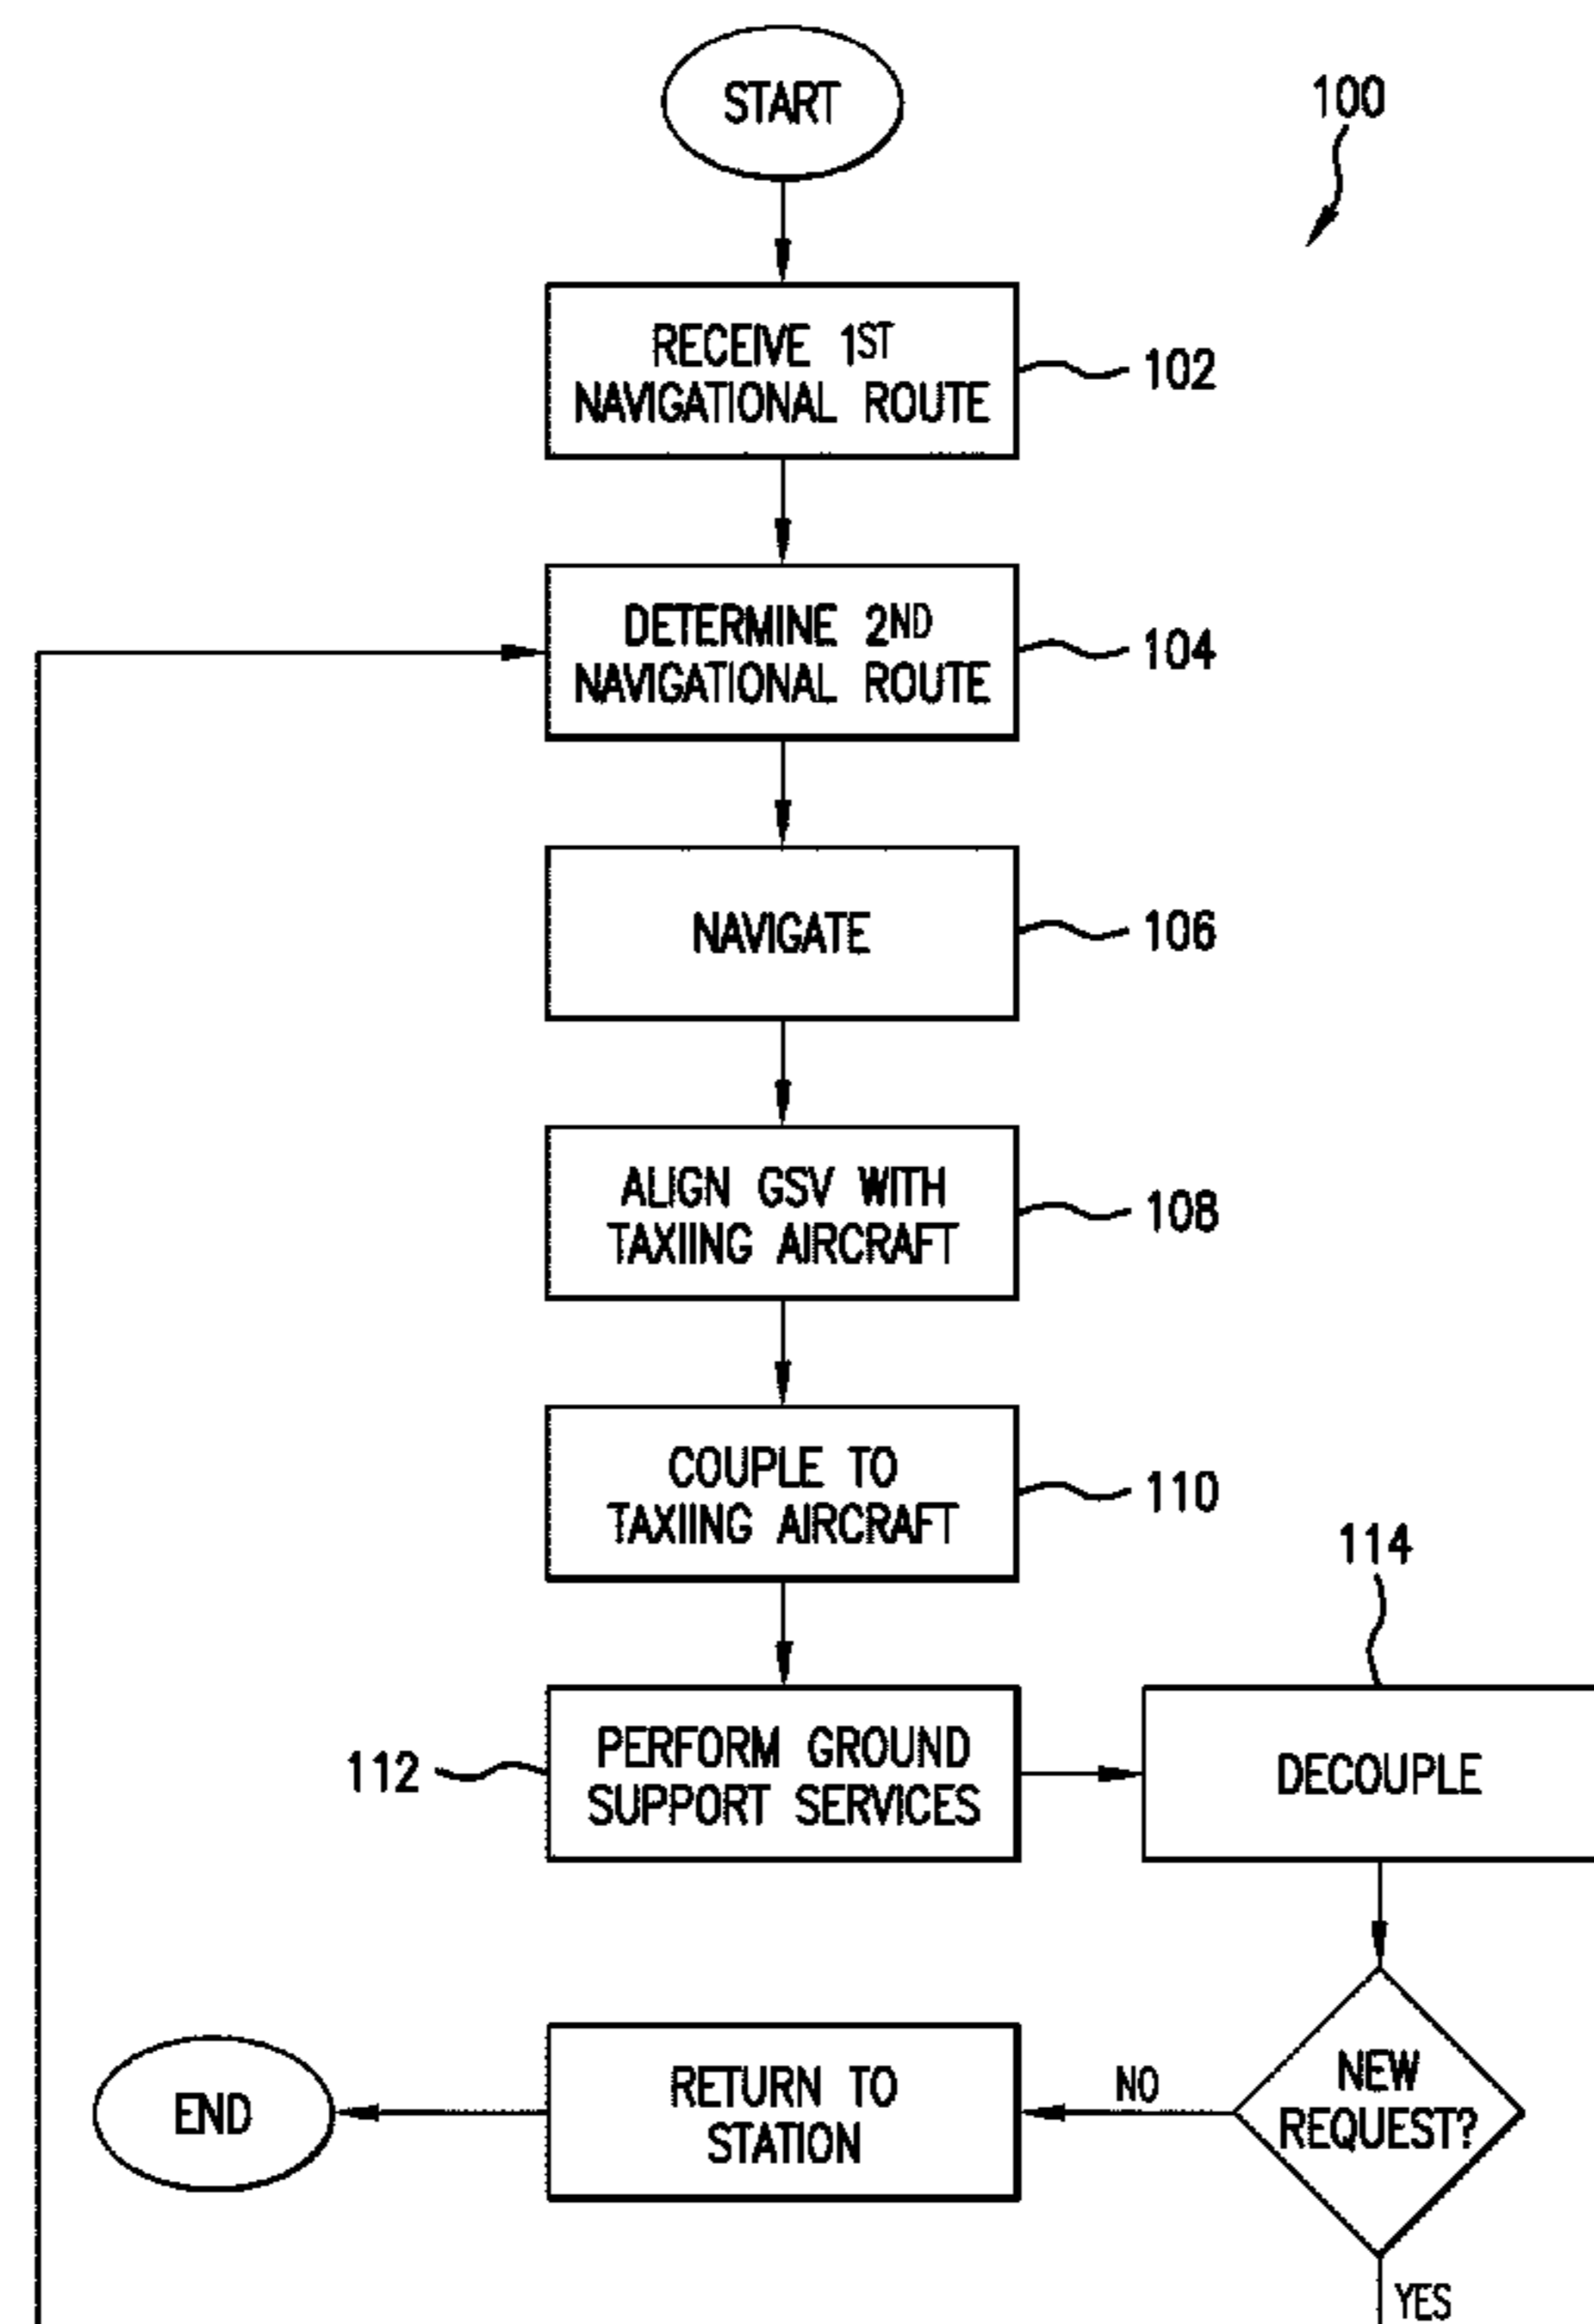 START
100
RECEIVE 1ST
NAVIGATIONAL ROUTE
102
DETERMINE 2ND
NAVIGATIONAL ROUTE
104
NAVIGATE
106
ALIGN GSV WITH
TAXIING AIRCRAFT
108
COUPLE TO
TAXIING AIRCRAFT
110
114
112
PERFORM GROUND
SUPPORT SERVICES
DECOUPLE
END
RETURN TO
STATION
NO
NEW
REQUEST?
YES